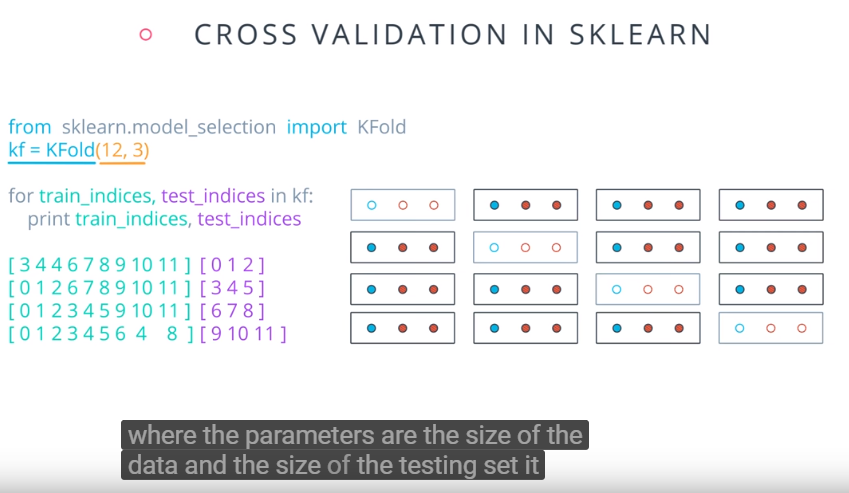 CROSS VALIDATION IN SKLEARN
from sklearn.model_selection import KFold
kf = KFold(12, 3)
for train_indices, test_indices in kf:
print train_indices, test_indices
[ 3 4 4 6 7 8 9 10 11 ] [ 0 1 2 ]
[ 0 1 2 6 7 8 9 10 11 ] [ 3 4 5 ]
[ 0 1 2 3 4 5 9 10 11 ] [ 6 7 8 ]
[ 0 1 2 3 4 5 6 4 8 ] [ 9 10 11 ]
where the parameters are the size of the
data and the size of the testing set it